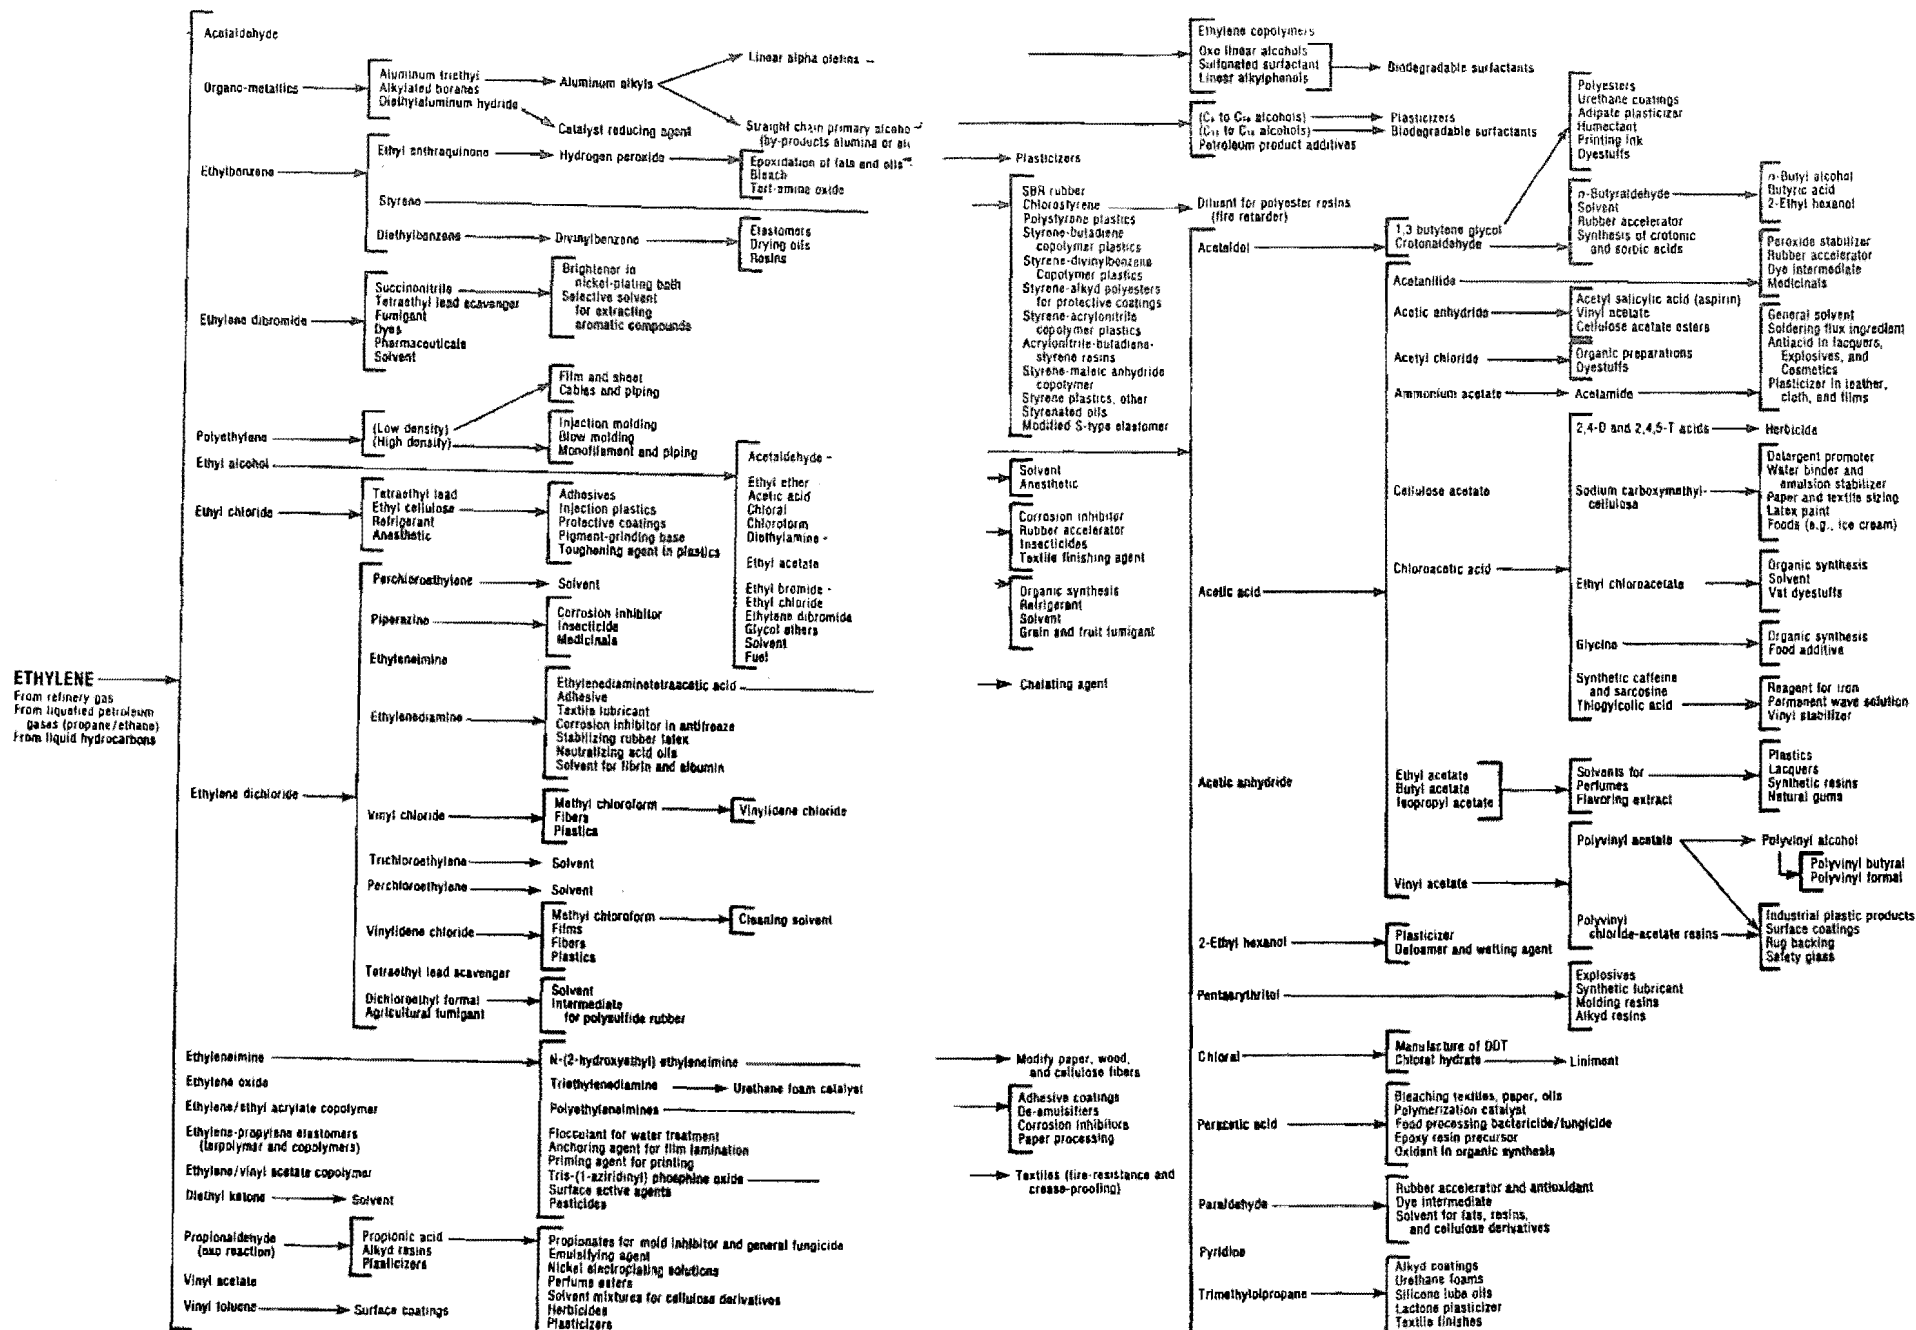 ETHYLENE
From refinery gas
From liquefied petroleum
gases (propane/ethane)
From liquid hydrocarbons
Acetaldehyde
Organo-metallics
Aluminum triethyl
Alkylated boranes
Diethylaluminum hydride
Aluminum alkyls
Catalyst reducing agent
Linear alpha olefins
Straight chain primary alcoho
(by-products alumina or al
Ethylbenzene
Ethyl anthraquinone
Hydrogen peroxide
Epoxidation of fats and oils
Bleach
Tert-amine oxide
Styrene
Diethylbenzene
Divinylbenzene
Elastomers
Drying oils
Resins
Ethylene dibromide
Succinonitrile
Tetraethyl lead scavenger
Fumigant
Dyes
Pharmaceuticals
Solvent
Brightener in
nickel-plating bath
Selective solvent
for extracting
aromatic compounds
Polyethylene
(Low density)
(High density)
Film and sheet
Cables and piping
Injection molding
Blow molding
Monofilament and piping
Ethyl alcohol
Acetaldehyde
Ethyl ether
Acetic acid
Chloral
Chloroform
Diethylamine
Ethyl acetate
Ethyl bromide
Ethyl chloride
Ethylene dibromide
Glycol ethers
Solvent
Fuel
Ethyl chloride
Tetraethyl lead
Ethyl cellulose
Refrigerant
Anesthetic
Adhesives
Injection plastics
Protective coatings
Pigment-grinding base
Toughening agent in plastics
Ethylene dichloride
Perchloroethylene
Solvent
Piperazine
Corrosion inhibitor
Insecticide
Medicinals
Ethyleneimine
Ethylenediamine
Ethylenediaminetetraacetic acid
Adhesive
Textile lubricant
Corrosion inhibitor in antifreeze
Stabilizing rubber latex
Neutralizing acid oils
Solvent for fibrin and albumin
Vinyl chloride
Methyl chloroform
Fibers
Plastics
Vinylidene chloride
Trichloroethylene
Solvent
Perchloroethylene
Solvent
Vinylidene chloride
Methyl chloroform
Films
Fibers
Plastics
Cleaning solvent
Tetraethyl lead scavenger
Dichloroethyl formal
Agricultural fumigant
Solvent
Intermediate
for polysulfide rubber
Ethyleneimine
N-(2-hydroxyethyl) ethyleneimine
Triethylenediamine
Urethane foam catalyst
Polyethyleneimines
Flocculant for water treatment
Anchoring agent for film lamination
Priming agent for printing
Tris-(1-aziridinyl) phosphine oxide
Surface active agents
Pesticides
Ethylene oxide
Ethylene/ethyl acrylate copolymer
Ethylene-propylene elastomers
(terpolymer and copolymers)
Ethylene/vinyl acetate copolymer
Diethyl ketone
Solvent
Propionaldehyde
(oxo reaction)
Propionic acid
Alkyd resins
Plasticizers
Propionates for mold inhibitor and general fungicide
Emulsifying agent
Nickel electroplating solutions
Perfume esters
Solvent mixtures for cellulose derivatives
Herbicides
Plasticizers
Vinyl acetate
Vinyl toluene
Surface coatings
Ethylene copolymers
Oxo linear alcohols
Sulfonated surfactant
Linear alkylphenols
Biodegradable surfactants
alcohols)
Plasticizers
alcohols)
Biodegradable surfactants
Petroleum product additives
Plasticizers
SBR rubber
Chlorostyrene
Polystyrene plastics
Styrene-butadiene
copolymer plastics
Styrene-divinylbenzene
Copolymer plastics
Styrene-alkyd polyesters
for protective coatings
Styrene-acrylonitrile
copolymer plastics
Acrylonitrile-butadiene-
styrene resins
Styrene-maleic anhydride
copolymer
Styrene plastics, other
Styrenated oils
Modified S-type elastomer
Diluent for polyester resins
(fire retarder)
Solvent
Anesthetic
Corrosion inhibitor
Rubber accelerator
Insecticides
Textile finishing agent
Organic synthesis
Refrigerant
Solvent
Grain and fruit fumigant
Chelating agent
Modify paper, wood,
and cellulose fibers
Adhesive coatings
De-emulsifiers
Corrosion inhibitors
Paper processing
Textiles (fire-resistance and
crease-proofing)
Acetaldol
1,3 butylene glycol
Crotonaldehyde
Polyesters
Urethane coatings
Adipate plasticizer
Humectant
Printing ink
Dyestuffs
n-Butyraldehyde
Solvent
Rubber accelerator
Synthesis of crotonic
and sorbic acids
n-Butyl alcohol
Butyric acid
2-Ethyl hexanol
Acetic acid
Acetanilide
Peroxide stabilizer
Rubber accelerator
Dye intermediate
Medicinals
Acetic anhydride
Acetyl salicylic acid (aspirin)
Vinyl acetate
Cellulose acetate esters
Acetyl chloride
Organic preparations
Dyestuffs
Ammonium acetate
Acetamide
General solvent
Soldering flux ingredient
Antiacid in lacquers,
Explosives, and
Cosmetics
Plasticizer in leather,
cloth, and films
Cellulose acetate
Chloroacetic acid
2,4-D and 2,4,5-T acids
Herbicide
Sodium carboxymethyl-
cellulose
Detergent promoter
Water binder and
emulsion stabilizer
Paper and textile sizing
Latex paint
Foods (e.g., ice cream)
Ethyl chloroacetate
Organic synthesis
Solvent
Vat dyestuffs
Glycine
Organic synthesis
Food additive
Synthetic caffeine
and sarcosine
Thiogylcolic acid
Reagent for iron
Permanent wave solution
Vinyl stabilizer
Ethyl acetate
Butyl acetate
Isopropyl acetate
Solvents for
Perfumes
Flavoring extract
Plastics
Lacquers
Synthetic resins
Natural gums
Vinyl acetate
Polyvinyl acetate
Polyvinyl alcohol
Polyvinyl butyral
Polyvinyl formal
Polyvinyl
chloride-acetate resins
Industrial plastic products
Surface coatings
Rug backing
Safety glass
Acetic anhydride
2-Ethyl hexanol
Plasticizer
Defoamer and wetting agent
Pentaerythritol
Explosives
Synthetic lubricant
Molding resins
Alkyd resins
Chloral
Manufacture of DDT
Chloral hydrate
Liniment
Peracetic acid
Bleaching textiles, paper, oils
Polymerization catalyst
Food processing bactericide/fungicide
Epoxy resin precursor
Oxidant in organic synthesis
Paraldehyde
Rubber accelerator and antioxidant
Dye intermediate
Solvent for fats, resins,
and cellulose derivatives
Pyridine
Trimethylolpropane
Alkyd coatings
Urethane foams
Silicone lube oils
Lactone plasticizer
Textile finishes